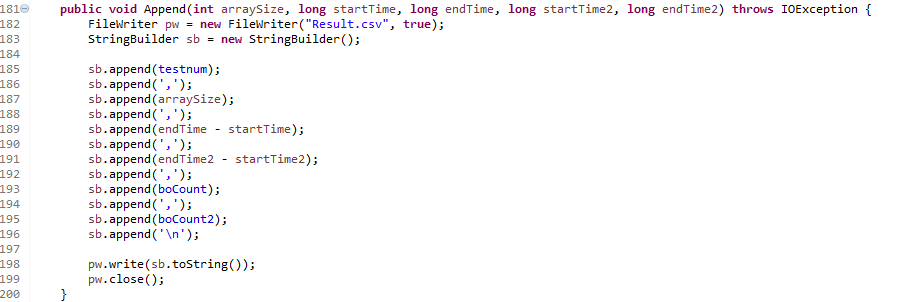 181 public void Append(int arraySize, long startTime, long endTime, long startTime2, long endTime2) throws IOException {
182 FileWriter pw = new FileWriter("Result.csv", true);
183 StringBuilder sb = new StringBuilder();
184
185 sb.append(testnum);
186 sb.append(',');
187 sb.append(arraySize);
188 sb.append(',');
189 sb.append(endTime - startTime);
190 sb.append(',');
191 sb.append(endTime2 - startTime2);
192 sb.append(',');
193 sb.append(boCount);
194 sb.append(',');
195 sb.append(boCount2);
196 sb.append('\n');
197
198 pw.write(sb.toString());
199 pw.close();
200 }